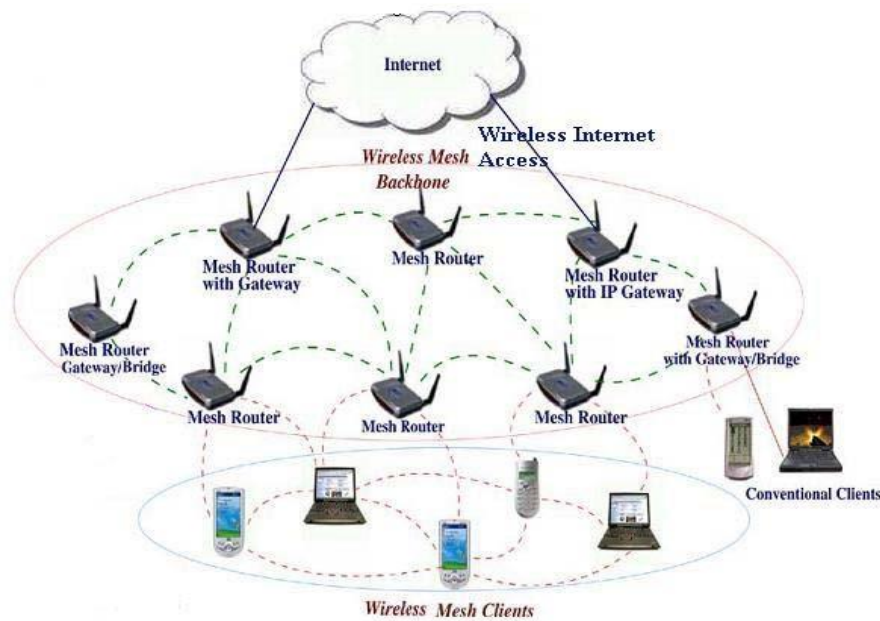 Internet
Wireless Internet
Access
Wireless Mesh
Backbone
Mesh Router
with Gateway
Mesh Router
Mesh Router
with IP Gateway
Mesh Router
Gateway/Bridge
Mesh Router
with Gateway/Bridge
Mesh Router
Mesh Router
Mesh Router
Conventional Clients
Wireless Mesh Clients